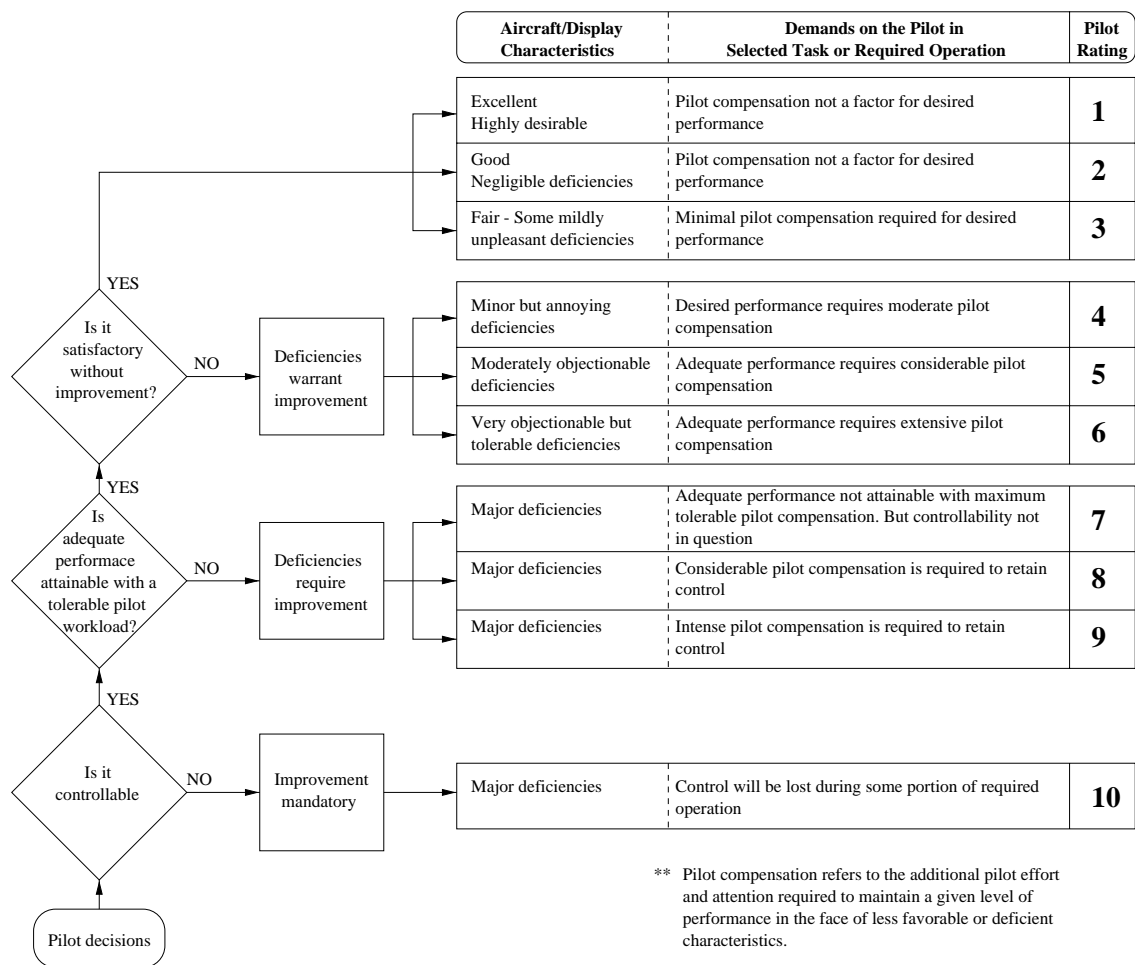 Aircraft/Display
Characteristics
Demands on the Pilot in
Selected Task or Required Operation
Pilot
Rating
Excellent
Highly desirable
Pilot compensation not a factor for desired
performance
1
Good
Negligible deficiencies
Pilot compensation not a factor for desired
performance
2
Fair - Some mildly
unpleasant deficiencies
Minimal pilot compensation required for desired
performance
3
YES
Is it
satisfactory
without
improvement?
NO
Deficiencies
warrant
improvement
Minor but annoying
deficiencies
Desired performance requires moderate pilot
compensation
4
Moderately objectionable
deficiencies
Adequate performance requires considerable pilot
compensation
5
Very objectionable but
tolerable deficiencies
Adequate performance requires extensive pilot
compensation
6
YES
Is
adequate
performace
attainable with a
tolerable pilot
workload?
NO
Deficiencies
require
improvement
Major deficiencies
Adequate performance not attainable with maximum
tolerable pilot compensation. But controllability not
in question
7
Major deficiencies
Considerable pilot compensation is required to retain
control
8
Major deficiencies
Intense pilot compensation is required to retain
control
9
YES
Is it
controllable
NO
Improvement
mandatory
Major deficiencies
Control will be lost during some portion of required
operation
10
Pilot decisions
** Pilot compensation refers to the additional pilot effort
and attention required to maintain a given level of
performance in the face of less favorable or deficient
characteristics.